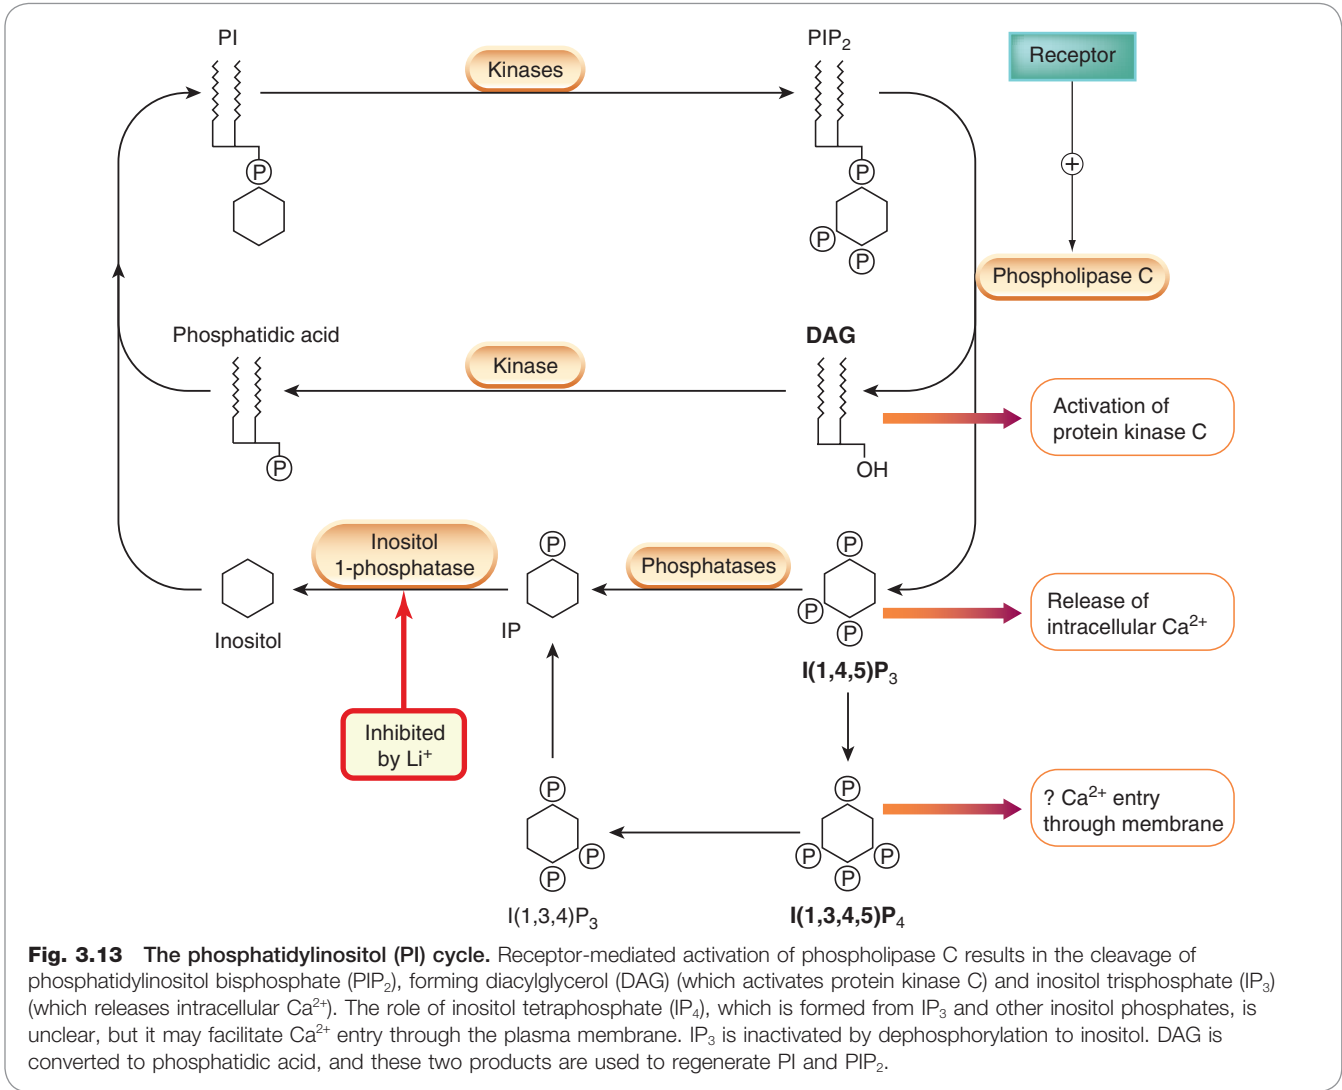 PI
Kinases
PIP₂
Receptor
P
+
P
P
P
Phospholipase C
Phosphatidic acid
Kinase
DAG
P
OH
Activation of
protein kinase C
Inositol
1-phosphatase
Phosphatases
P
P
P
P
Inositol
IP
I(1,4,5)P₃
Release of
intracellular Ca²⁺
Inhibited
by Li⁺
P
P
P
I(1,3,4)P₃
P
P
P
P
I(1,3,4,5)P₄
? Ca²⁺ entry
through membrane
Fig. 3.13 The phosphatidylinositol (PI) cycle. Receptor-mediated activation of phospholipase C results in the cleavage of
phosphatidylinositol bisphosphate (PIP₂), forming diacylglycerol (DAG) (which activates protein kinase C) and inositol trisphosphate (IP₃)
(which releases intracellular Ca²⁺). The role of inositol tetraphosphate (IP₄), which is formed from IP₃ and other inositol phosphates, is
unclear, but it may facilitate Ca²⁺ entry through the plasma membrane. IP₃ is inactivated by dephosphorylation to inositol. DAG is
converted to phosphatidic acid, and these two products are used to regenerate PI and PIP₂.